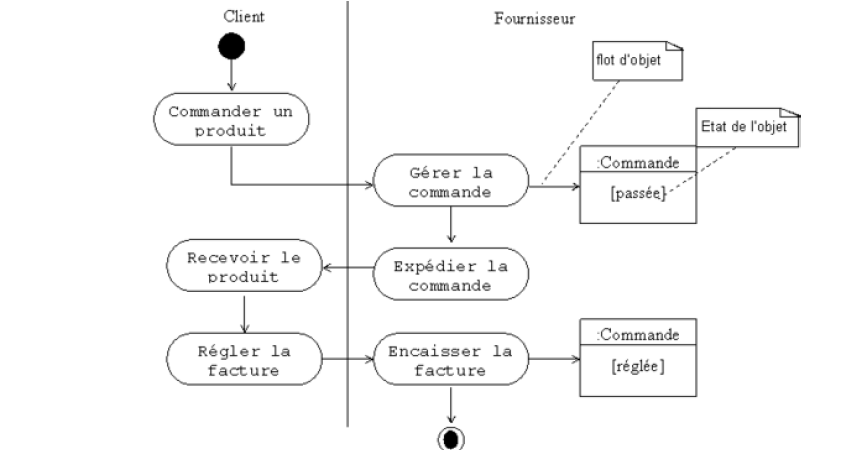 Client
Fournisseur
flot d'objet
Commander un
produit
Etat de l'objet
Gérer la
commande
:Commande
[passée}
Recevoir le
produit
Expédier la
commande
Régler la
facture
Encaisser la
facture
:Commande
[réglée]